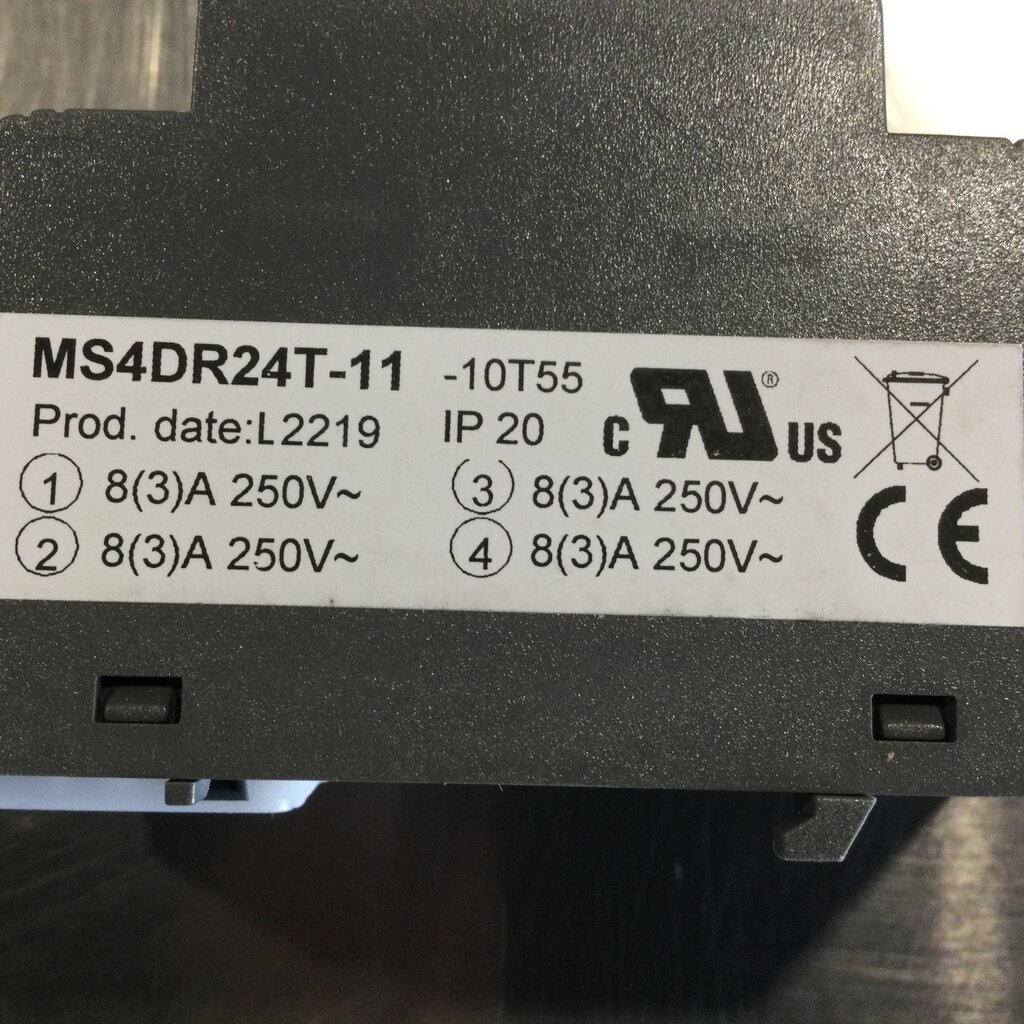 MS4DR24T-11 -10T55
Prod. date:L2219 IP 20
c RU® US
① 8(3)A 250V~ ③ 8(3)A 250V~
② 8(3)A 250V~ ④ 8(3)A 250V~
CE